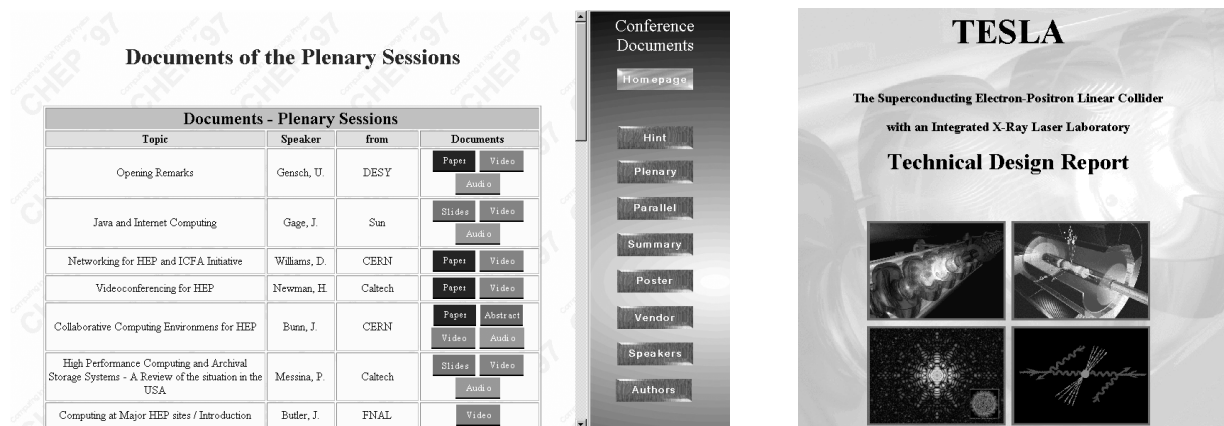 Documents of the Plenary Sessions
Documents - Plenary Sessions
Topic Speaker from Documents
Opening Remarks Gensch, U. DESY Paper Video
Audio
Java and Internet Computing Gage, J. Sun Slides Video
Audio
Networking for HEP and ICFA Initiative Williams, D. CERN Paper Video
Videoconferencing for HEP Newman, H. Caltech Paper Video
Collaborative Computing Environmens for HEP Bunn, J. CERN Paper Abstract
Video Audio
High Performance Computing and Archival
Storage Systems - A Review of the situation in the
USA
Messina, P. Caltech Slides Video
Audio
Computing at Major HEP sites / Introduction Butler, J. FNAL Video
CHEP '97
Conference
Documents
Homepage
Hint
Plenary
Parallel
Summary
Poster
Vendor
Speakers
Authors
TESLA
The Superconducting Electron-Positron Linear Collider
with an Integrated X-Ray Laser Laboratory
Technical Design Report